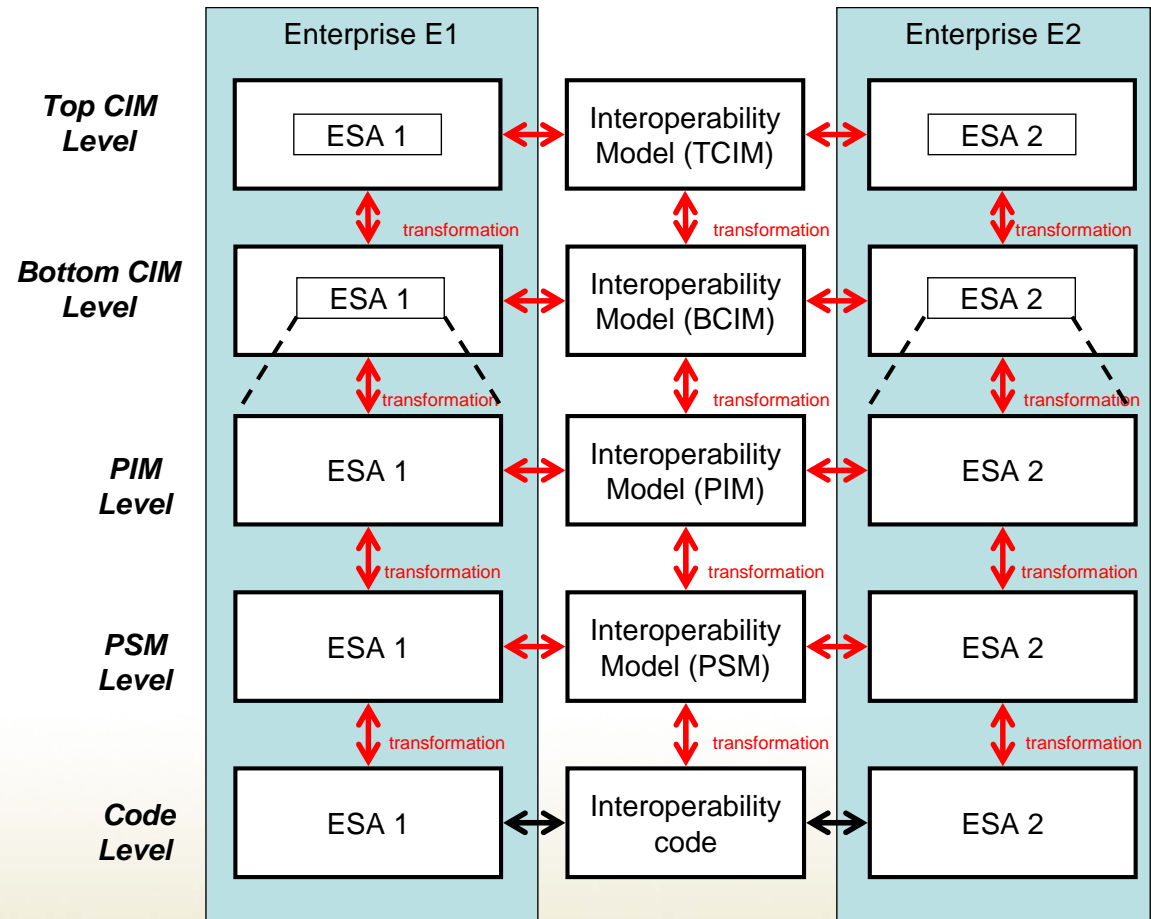 Enterprise E1
Enterprise E2
Top CIM
Level
ESA 1
Interoperability
Model (TCIM)
ESA 2
transformation
transformation
transformation
Bottom CIM
Level
ESA 1
Interoperability
Model (BCIM)
ESA 2
transformation
transformation
transformation
PIM
Level
ESA 1
Interoperability
Model (PIM)
ESA 2
transformation
transformation
transformation
PSM
Level
ESA 1
Interoperability
Model (PSM)
ESA 2
transformation
transformation
transformation
Code
Level
ESA 1
Interoperability
code
ESA 2